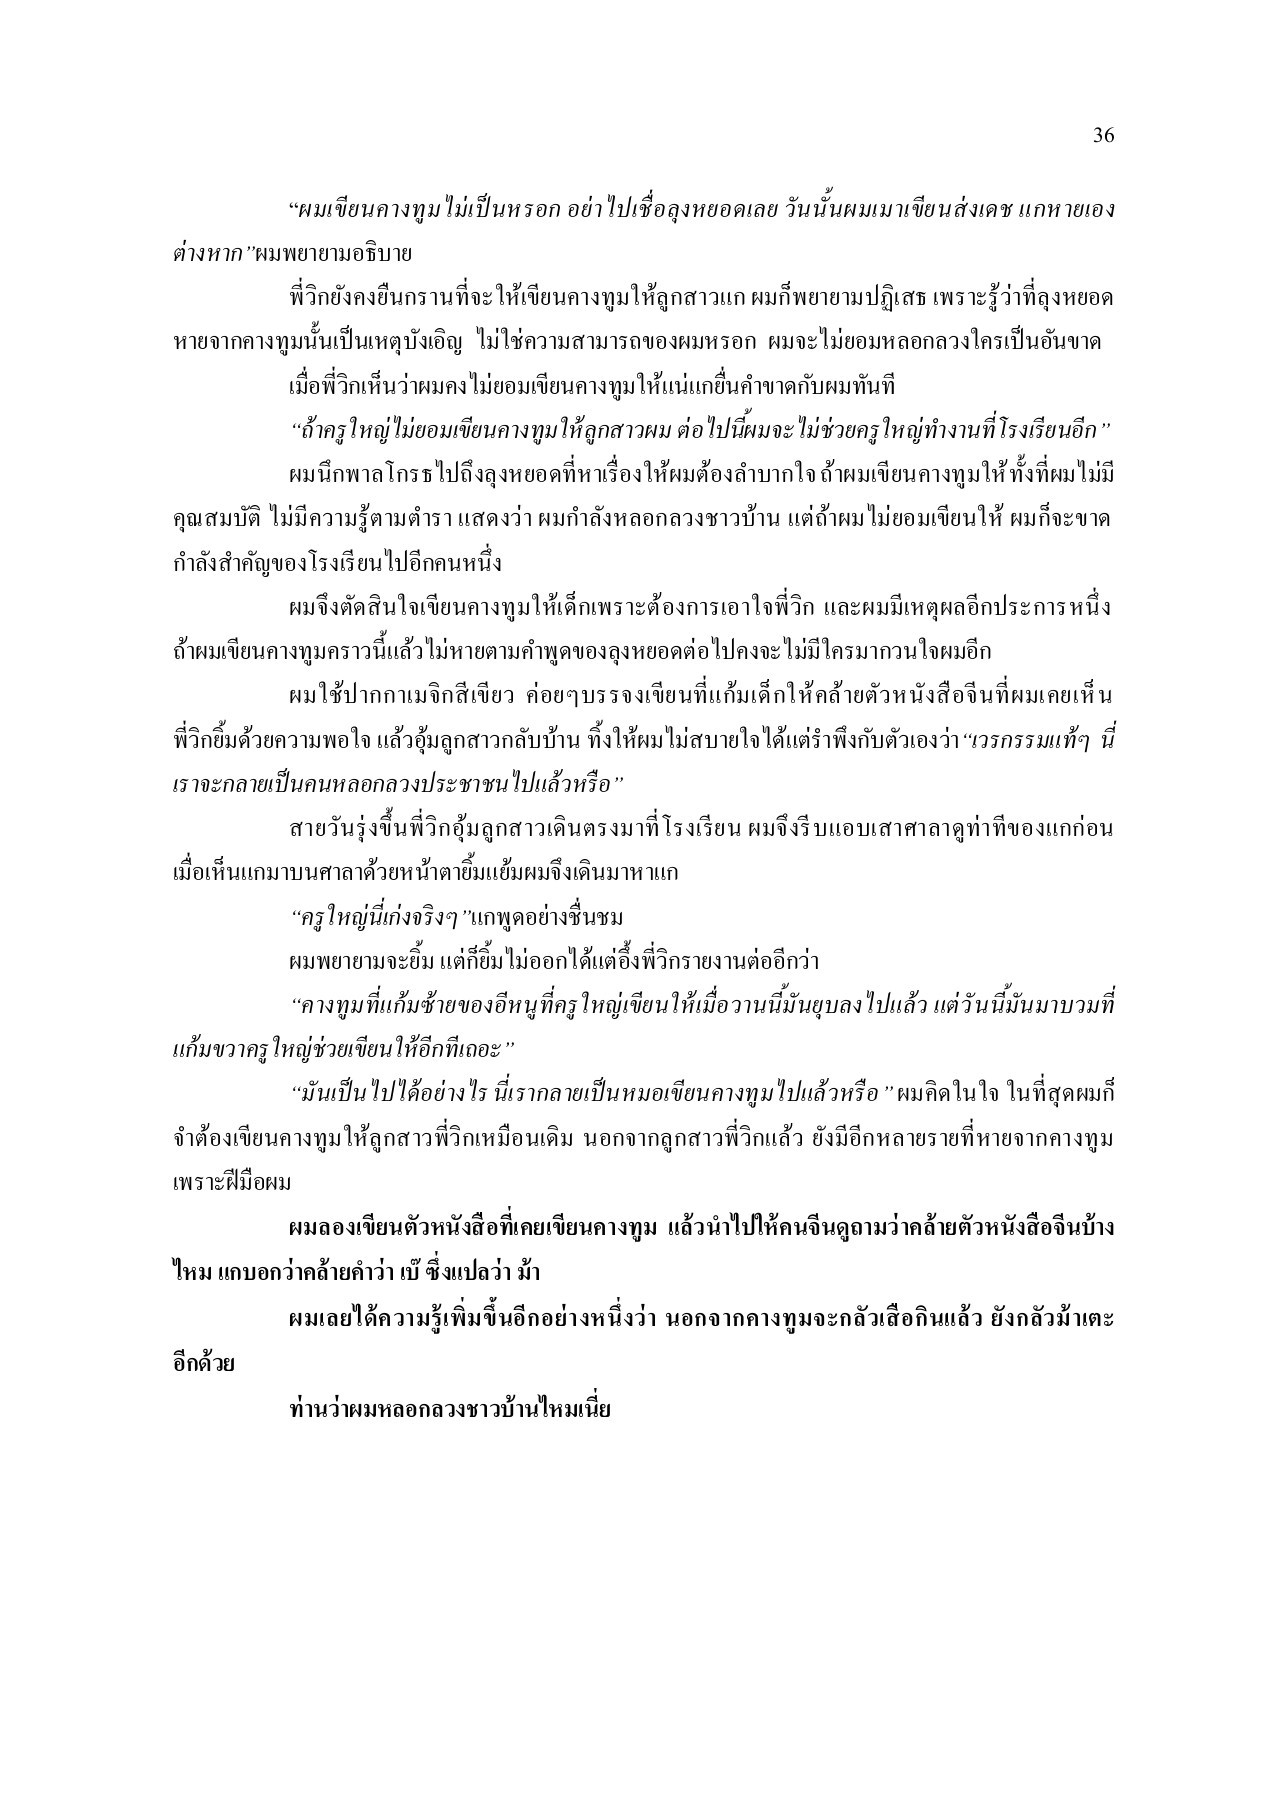 36
“ผมเขียนคางทูมไม่เป็นหรอก อย่าไปเชื่อลุงหยอดเลย วันนั้นผมเมาเขียนส่งเดช แกหายเอง
ต่างหาก”ผมพยายามอธิบาย
พี่วิกยังคงยืนกรานที่จะให้เขียนคางทูมให้ลูกสาวแก ผมก็พยายามปฏิเสธ เพราะรู้ว่าที่ลุงหยอด
หายจากคางทูมนั้นเป็นเหตุบังเอิญ ไม่ใช่ความสามารถของผมหรอก ผมจะไม่ยอมหลอกลวงใครเป็นอันขาด
เมื่อพี่วิกเห็นว่าผมคงไม่ยอมเขียนคางทูมให้แน่แกยื่นคำขาดกับผมทันที
“ถ้าครูใหญ่ไม่ยอมเขียนคางทูมให้ลูกสาวผม ต่อไปนี้ผมจะไม่ช่วยครูใหญ่ทำงานที่โรงเรียนอีก”
ผมนึกพาลโกรธไปถึงลุงหยอดที่หาเรื่องให้ผมต้องลำบากใจ ถ้าผมเขียนคางทูมให้ ทั้งที่ผมไม่มี
คุณสมบัติ ไม่มีความรู้ตามตำรา แสดงว่า ผมกำลังหลอกลวงชาวบ้าน แต่ถ้าผมไม่ยอมเขียนให้ ผมก็จะขาด
กำลังสำคัญของโรงเรียนไปอีกคนหนึ่ง
ผมจึงตัดสินใจเขียนคางทูมให้เด็กเพราะต้องการเอาใจพี่วิก และผมมีเหตุผลอีกประการหนึ่ง
ถ้าผมเขียนคางทูมคราวนี้แล้วไม่หายตามคำพูดของลุงหยอดต่อไปคงจะไม่มีใครมากวนใจผมอีก
ผมใช้ปากกาเมจิกสีเขียว ค่อยๆบรรจงเขียนที่แก้มเด็กให้คล้ายตัวหนังสือจีนที่ผมเคยเห็น
พี่วิกยิ้มด้วยความพอใจ แล้วอุ้มลูกสาวกลับบ้าน ทิ้งให้ผมไม่สบายใจได้แต่รำพึงกับตัวเองว่า“เวรกรรมแท้ๆ นี่
เราจะกลายเป็นคนหลอกลวงประชาชนไปแล้วหรือ”
สายวันรุ่งขึ้นพี่วิกอุ้มลูกสาวเดินตรงมาที่โรงเรียน ผมจึงรีบแอบเสาศาลาดูท่าทีของแกก่อน
เมื่อเห็นแกมาบนศาลาด้วยหน้าตายิ้มแย้มผมจึงเดินมาหาแก
“ครูใหญ่นี่เก่งจริงๆ”แกพูดอย่างชื่นชม
ผมพยายามจะยิ้ม แต่ก็ยิ้มไม่ออกได้แต่อึ้งพี่วิกรายงานต่ออีกว่า
“คางทูมที่แก้มซ้ายของอีหนูที่ครูใหญ่เขียนให้เมื่อวานนี้มันยุบลงไปแล้ว แต่วันนี้มันมาบวมที่
แก้มขวาครูใหญ่ช่วยเขียนให้อีกทีเถอะ”
“มันเป็นไปได้อย่างไร นี่เรากลายเป็นหมอเขียนคางทูมไปแล้วหรือ” ผมคิดในใจ ในที่สุดผมก็
จำต้องเขียนคางทูมให้ลูกสาวพี่วิกเหมือนเดิม นอกจากลูกสาวพี่วิกแล้ว ยังมีอีกหลายรายที่หายจากคางทูม
เพราะฝีมือผม
ผมลองเขียนตัวหนังสือที่เคยเขียนคางทูม แล้วนำไปให้คนจีนดูถามว่าคล้ายตัวหนังสือจีนบ้าง
ไหม แกบอกว่าคล้ายคำว่า เบ๊ ซึ่งแปลว่า ม้า
ผมเลยได้ความรู้เพิ่มขึ้นอีกอย่างหนึ่งว่า นอกจากคางทูมจะกลัวเสือกินแล้ว ยังกลัวม้าเตะ
อีกด้วย
ท่านว่าผมหลอกลวงชาวบ้านไหมเนี่ย